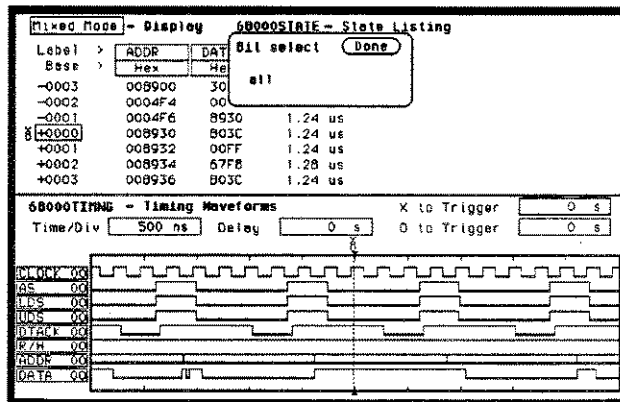 Mixed Mode - Display 68000STATE - State Listing
Label > ADDR DAT
Base > Hex He
Bit select Done
all
-0003 008900 30
-0002 0004F4 00
-0001 0004F6 8930 1.24 us
+0000 008930 B03C 1.24 us
+0001 008932 00FF 1.24 us
+0002 008934 67F8 1.28 us
+0003 008936 B03C 1.24 us
68000TIMNG - Timing Waveforms X to Trigger 0 s
Time/Div 500 ns Delay 0 s O to Trigger 0 s
CLOCK 00
AS 00
LDS 00
UDS 00
DTACK 00
R/W 00
ADDR 00
DATA 00